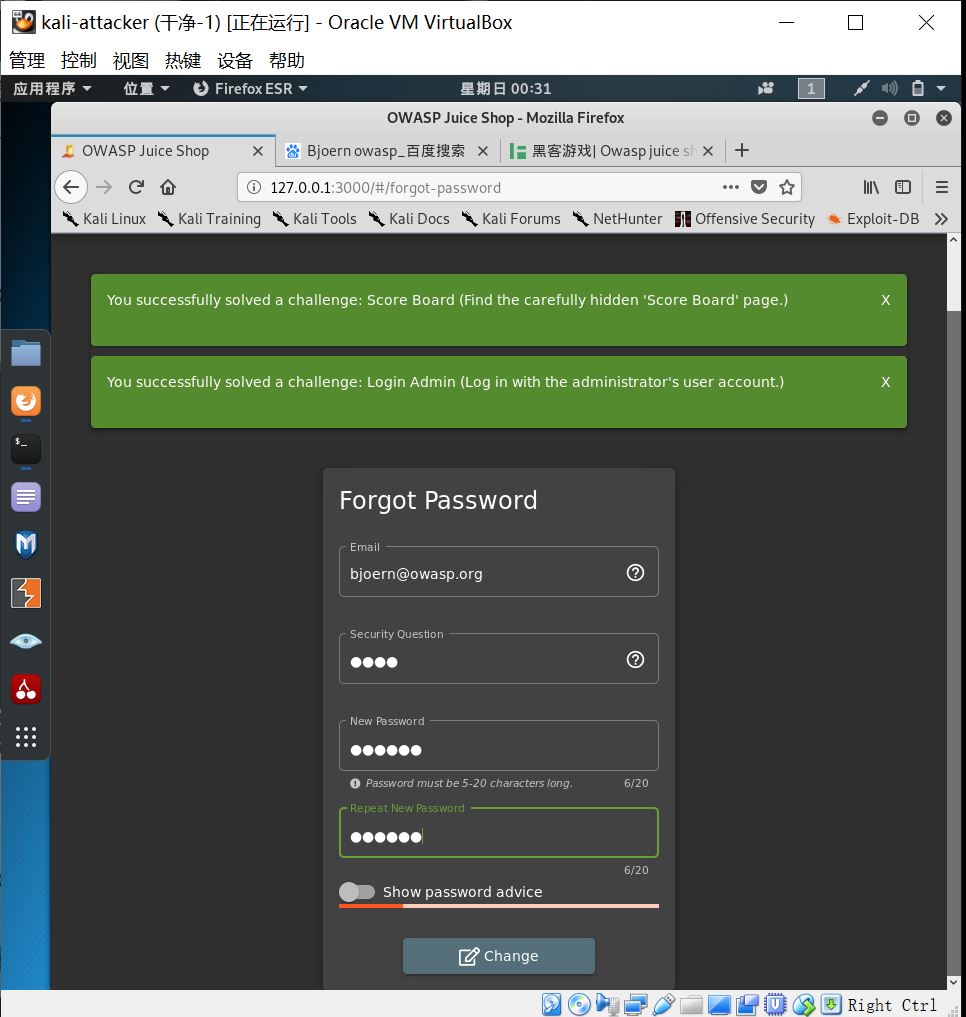 kali-attacker (干净-1) [正在运行] - Oracle VM VirtualBox
管理 控制 视图 热键 设备 帮助
应用程序 位置 Firefox ESR 星期日 00:31 1
OWASP Juice Shop - Mozilla Firefox
OWASP Juice Shop Bjoern owasp_百度搜索 黑客游戏| Owasp juice sh
127.0.0.1:3000/#/forgot-password
Kali Linux Kali Training Kali Tools Kali Docs Kali Forums NetHunter Offensive Security Exploit-DB
You successfully solved a challenge: Score Board (Find the carefully hidden 'Score Board' page.) X
You successfully solved a challenge: Login Admin (Log in with the administrator's user account.) X
Forgot Password
Email
bjoern@owasp.org
Security Question
●●●●
New Password
●●●●●●
Password must be 5-20 characters long. 6/20
Repeat New Password
●●●●●●
6/20
Show password advice
Change
Right Ctrl